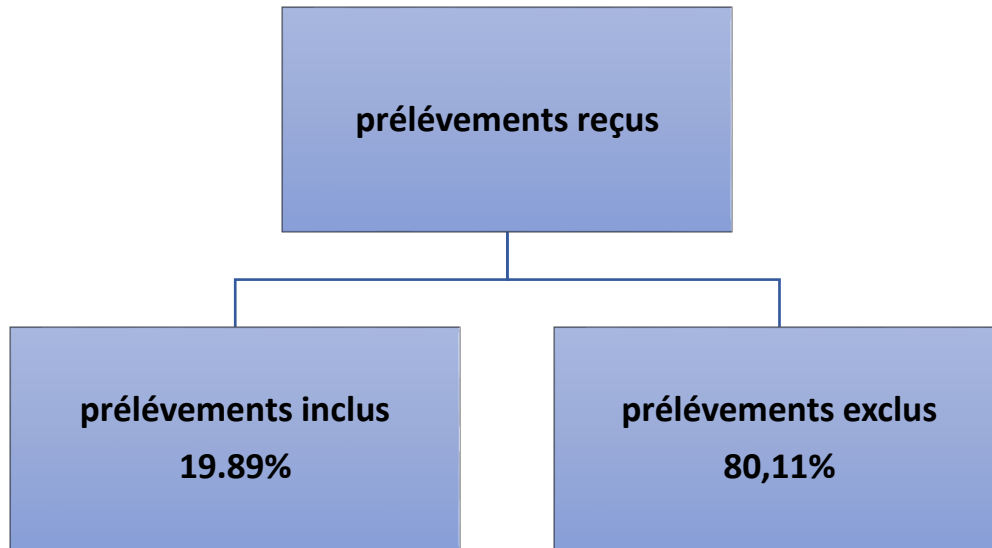 prélévements reçus
prélévements inclus
19.89%
prélévements exclus
80,11%